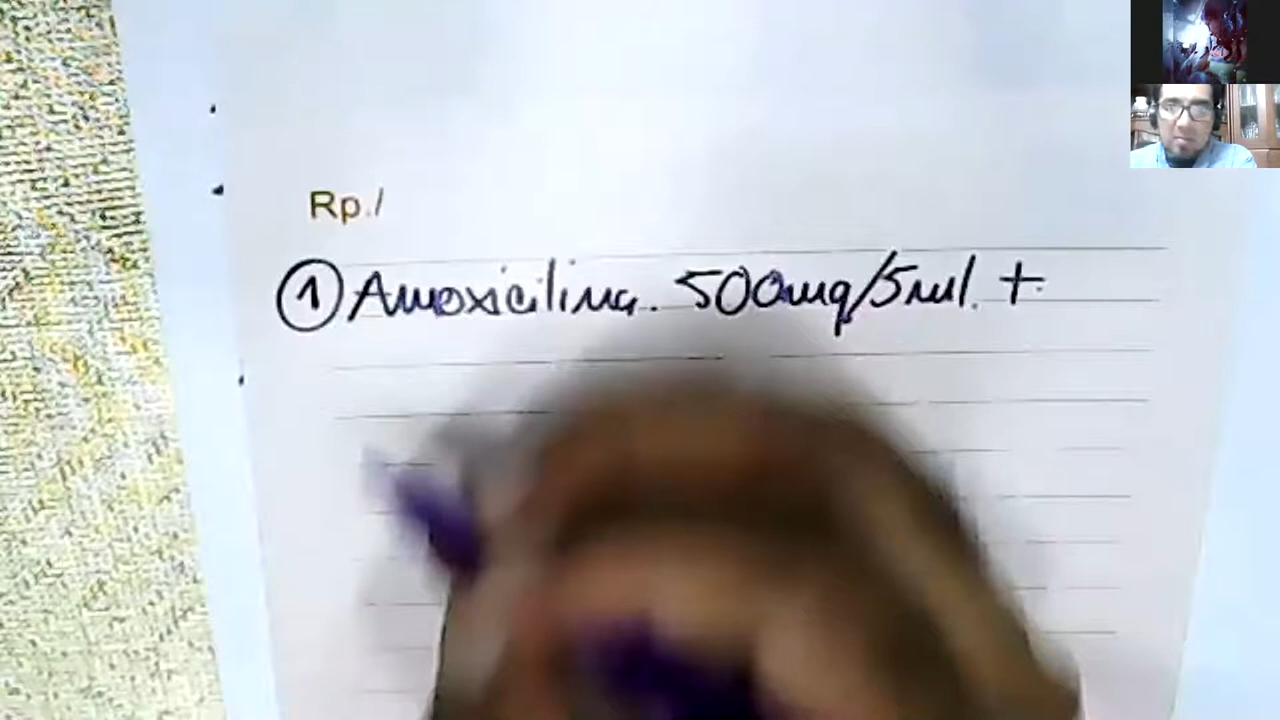 Rp./
① Amoxicilina. 500mg/5ml. +